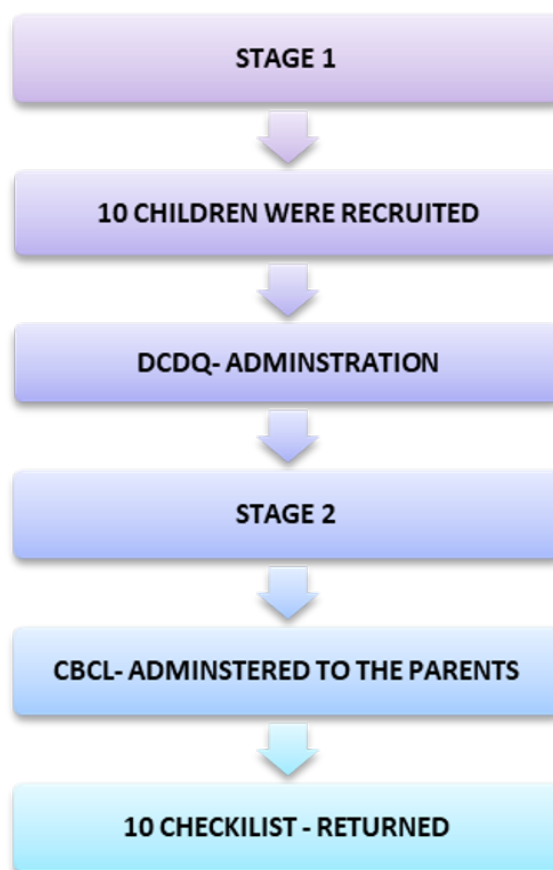 STAGE 1
10 CHILDREN WERE RECRUITED
DCDQ- ADMINSTRATION
STAGE 2
CBCL- ADMINSTERED TO THE PARENTS
10 CHECKILIST - RETURNED